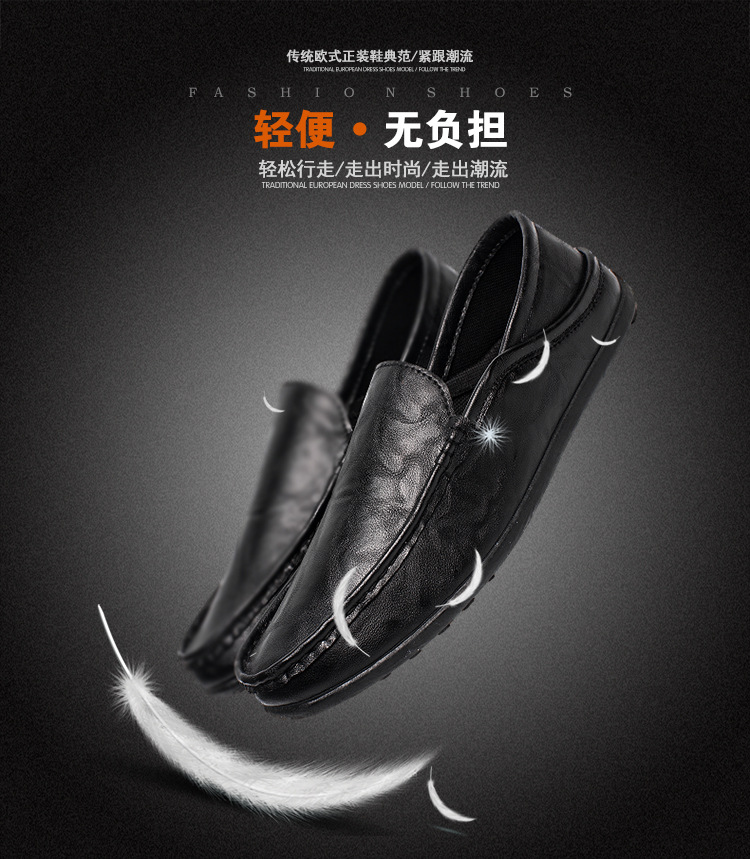 传统欧式正装鞋典范/紧跟潮流
TRADITIONAL EUROPEAN DRESS SHOES MODEL / FOLLOW THE TREND
FASHION SHOES
轻便·无负担
轻松行走/走出时尚/走出潮流
TRADITIONAL EUROPEAN DRESS SHOES MODEL / FOLLOW THE TREND